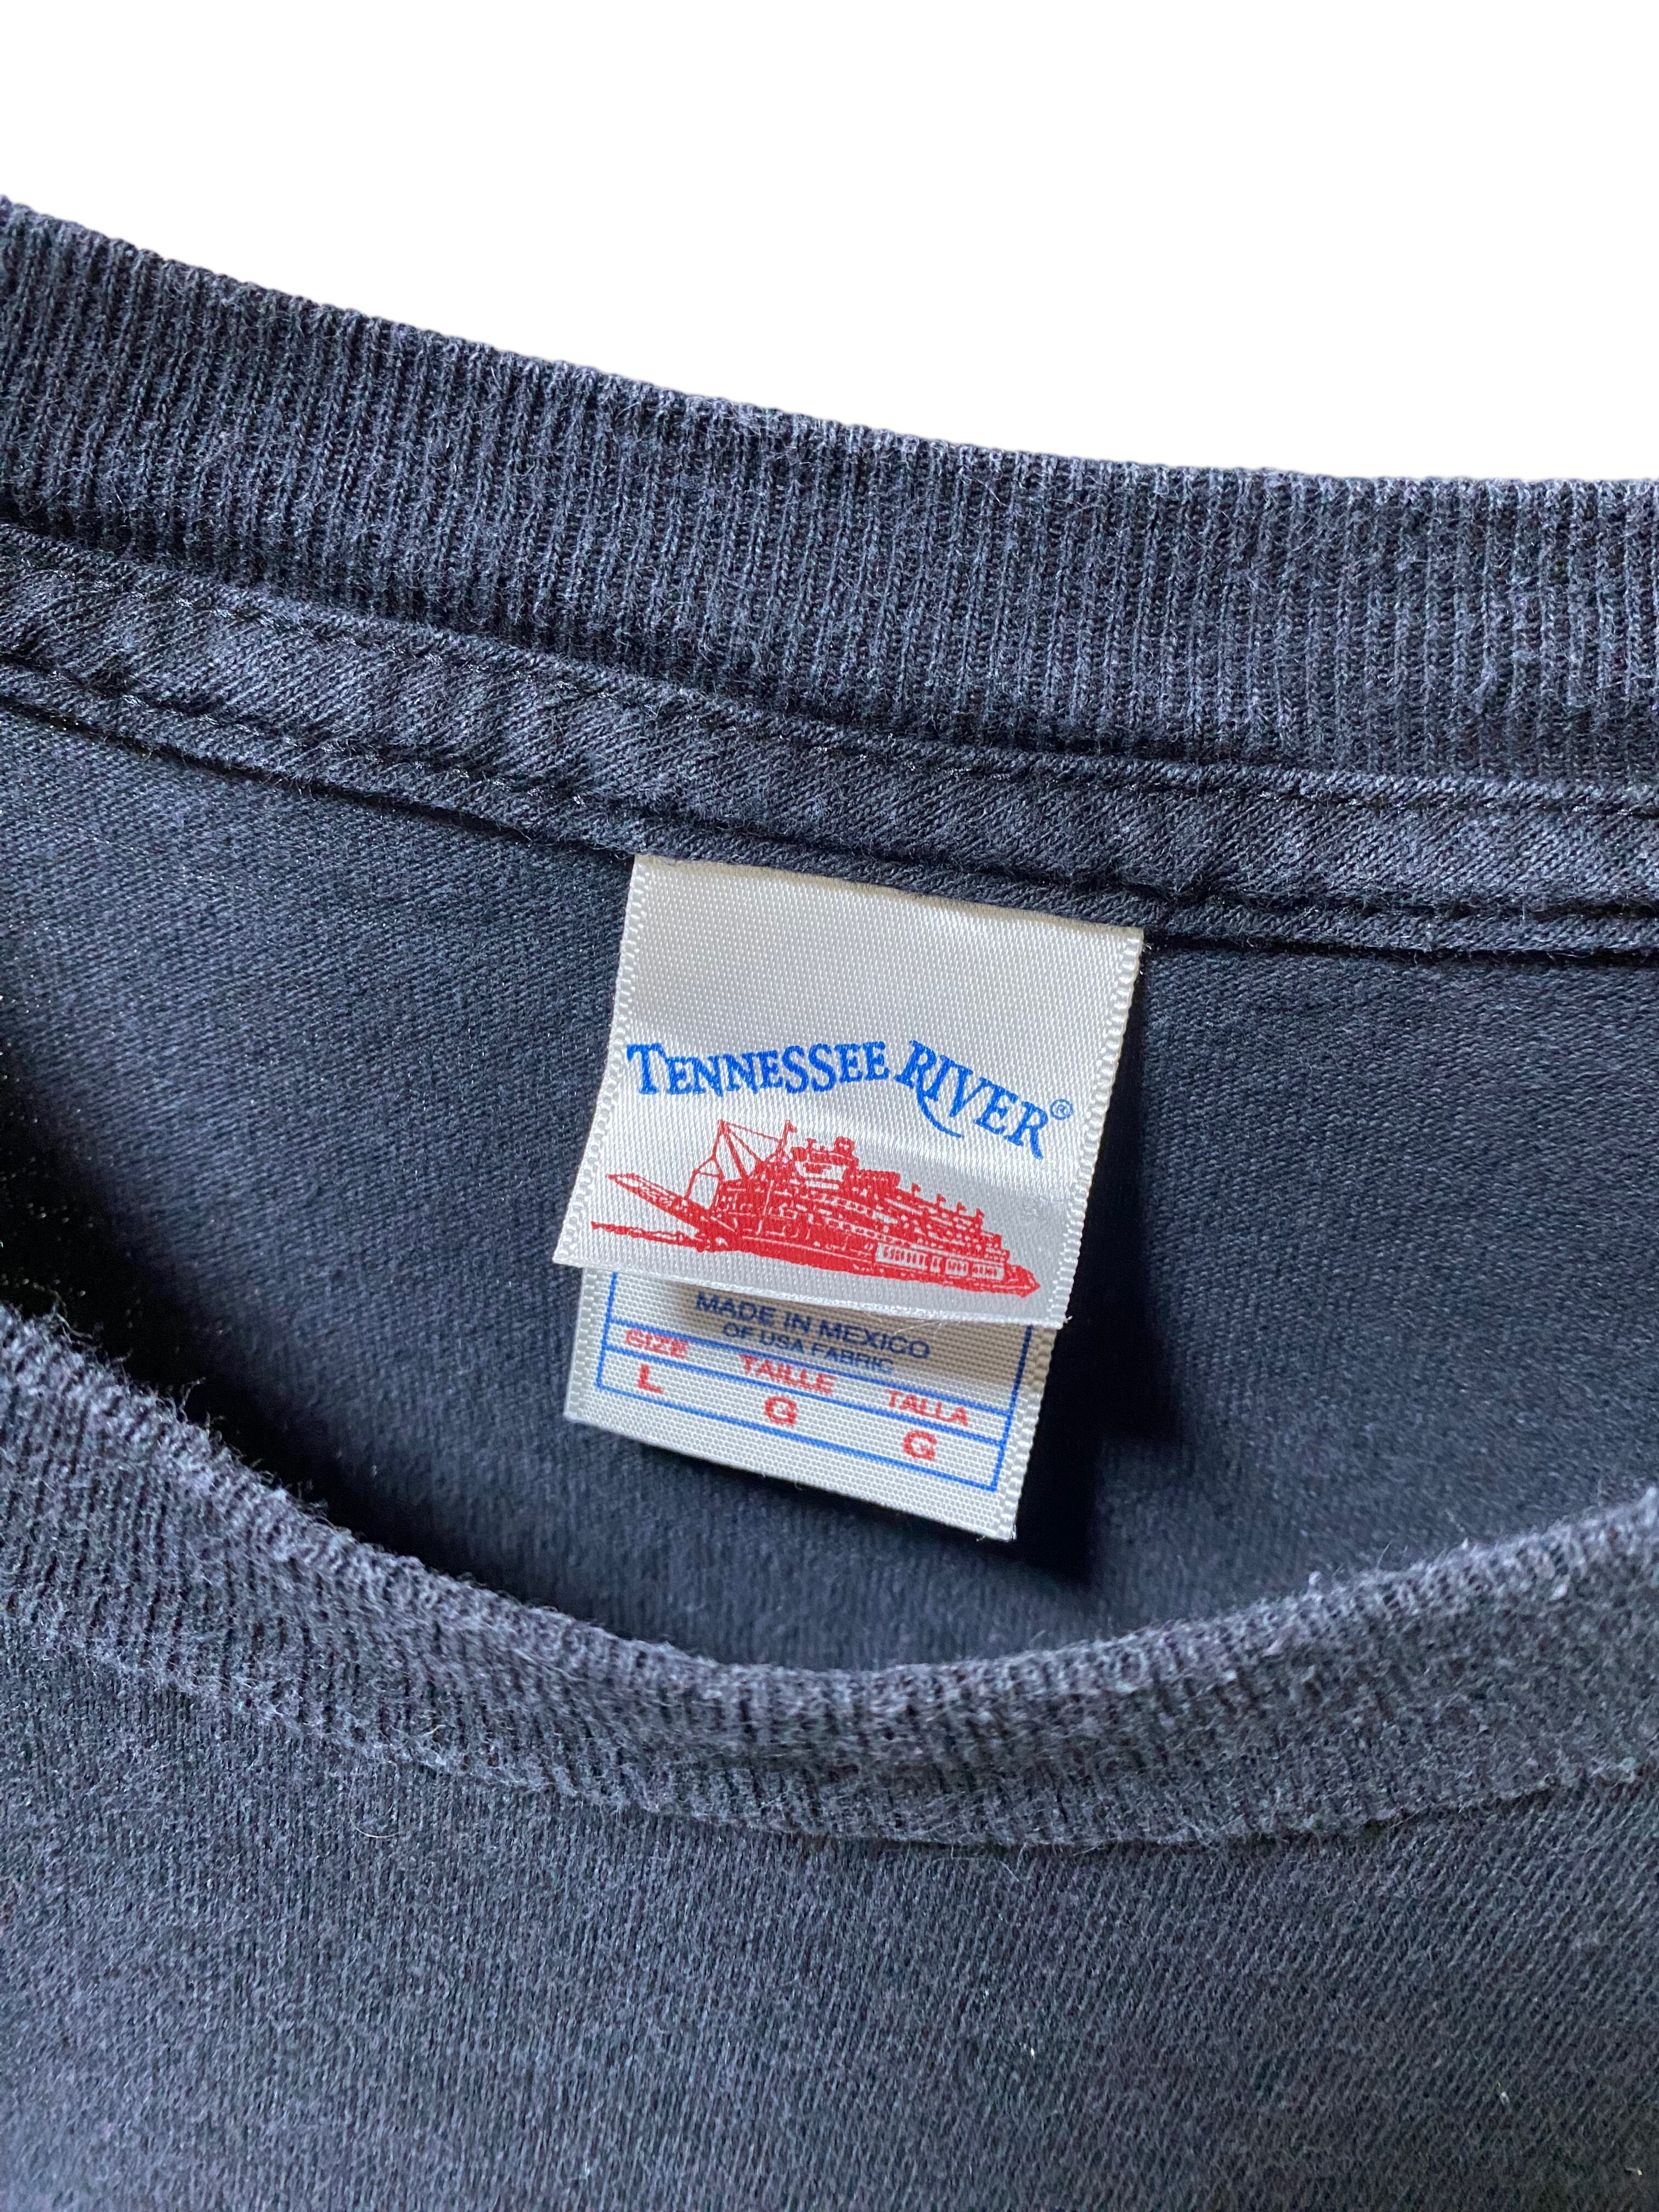 TENNESSEE RIVER®
MADE IN MEXICO
OF USA FABRIC
SIZE TAILLE TALLA
L G G